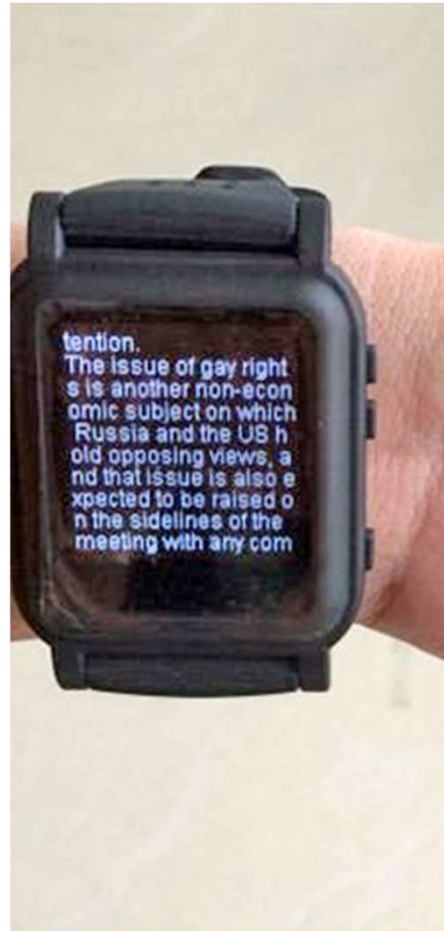 tention.
The issue of gay right
s is another non-econ
omic subject on which
Russia and the US h
old opposing views, a
nd that issue is also e
xpected to be raised o
n the sidelines of the
meeting with any com